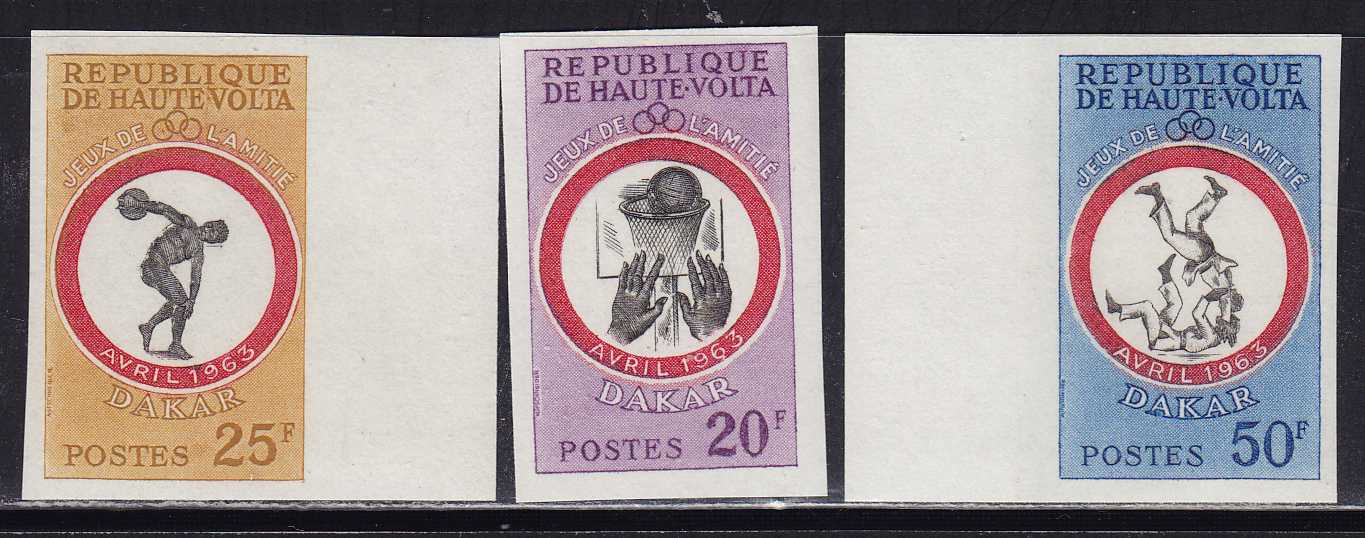 REPUBLIQUE
DE HAUTE·VOLTA
JEUX DE L'AMITIÉ
AVRIL 1963
DAKAR
POSTES 25F
REPUBLIQUE
DE HAUTE·VOLTA
JEUX DE L'AMITIÉ
AVRIL 1963
DAKAR
POSTES 20F
REPUBLIQUE
DE HAUTE·VOLTA
JEUX DE L'AMITIÉ
AVRIL 1963
DAKAR
POSTES 50F